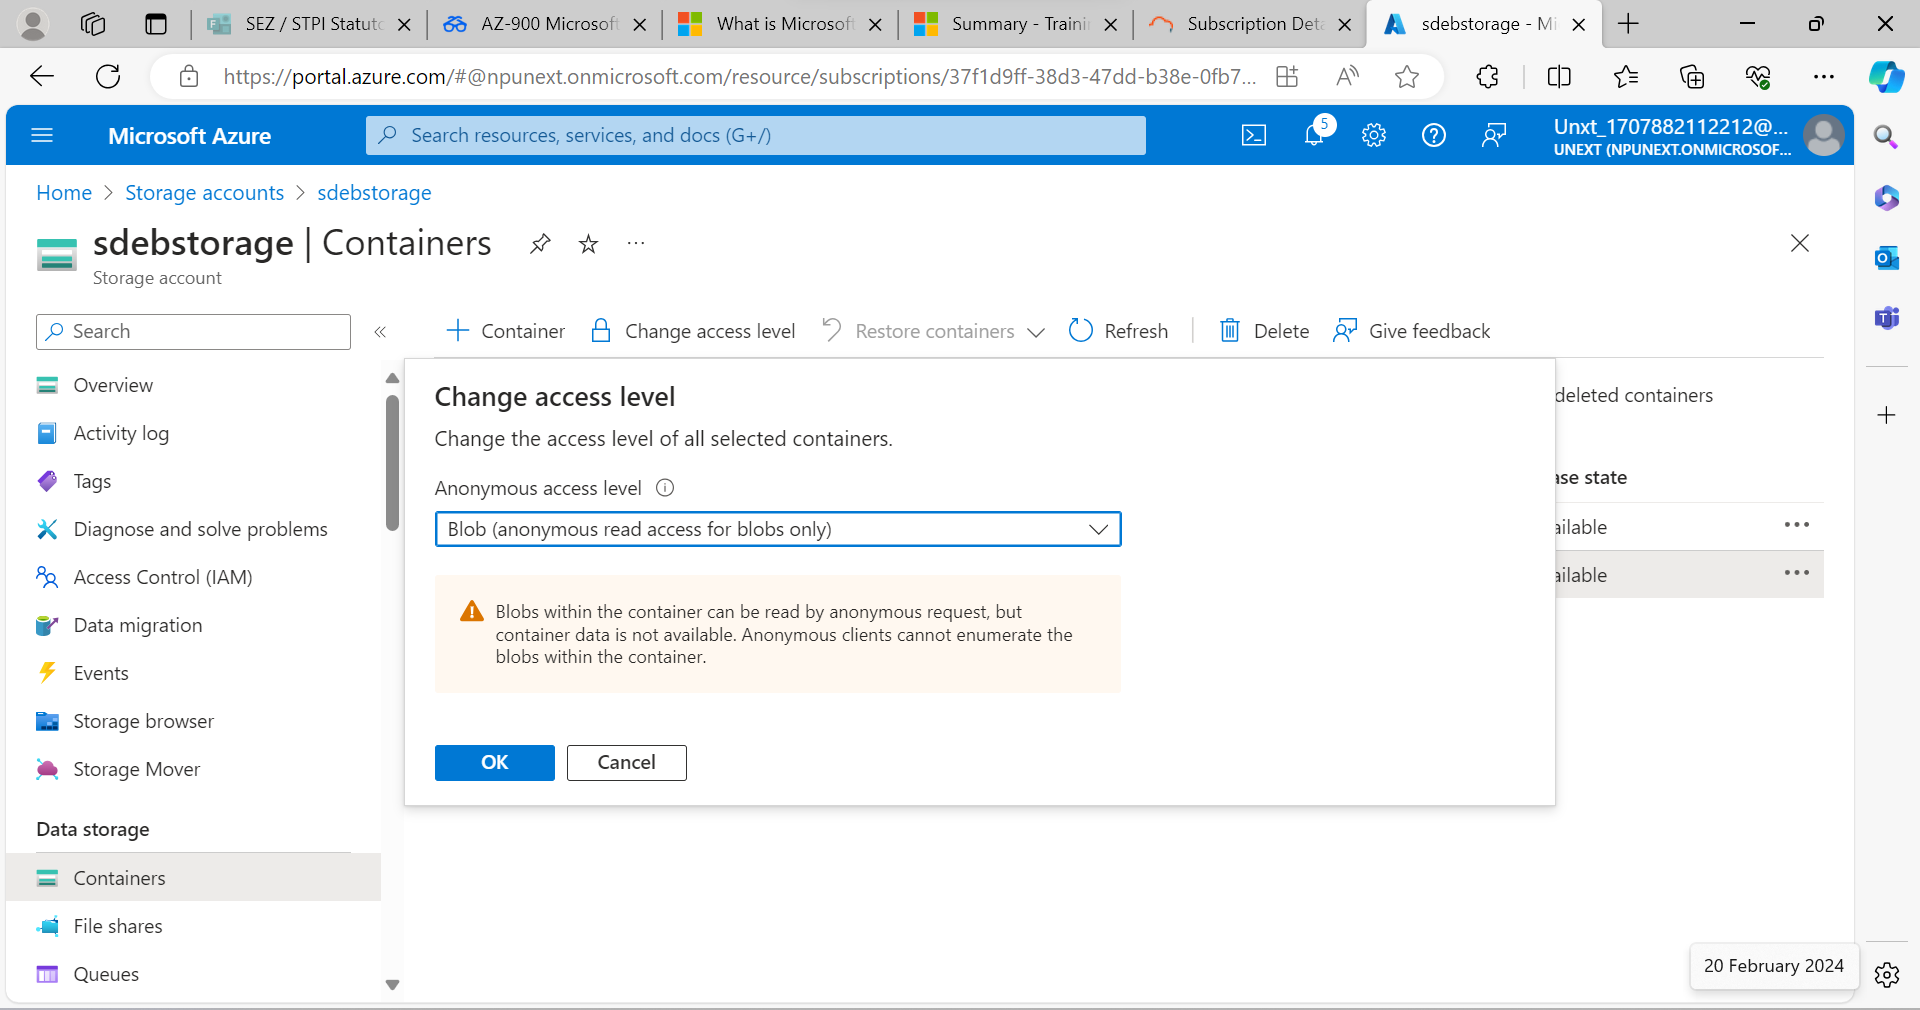 SEZ / STPI Statuto
AZ-900 Microsoft
What is Microsoft
Summary - Trainin
Subscription Deta
sdebstorage - Mi
https://portal.azure.com/#@npunext.onmicrosoft.com/resource/subscriptions/37f1d9ff-38d3-47dd-b38e-0fb7...
Microsoft Azure
Search resources, services, and docs (G+/)
5
Unxt_1707882112212@...
UNEXT (NPUNEXT.ONMICROSOF...
Home > Storage accounts > sdebstorage
sdebstorage | Containers
Storage account
Search
Container
Change access level
Restore containers
Refresh
Delete
Give feedback
Overview
Activity log
Tags
Diagnose and solve problems
Access Control (IAM)
Data migration
Events
Storage browser
Storage Mover
Data storage
Containers
File shares
Queues
Change access level
Change the access level of all selected containers.
Anonymous access level
Blob (anonymous read access for blobs only)
Blobs within the container can be read by anonymous request, but
container data is not available. Anonymous clients cannot enumerate the
blobs within the container.
OK
Cancel
deleted containers
ase state
ailable
ailable
20 February 2024